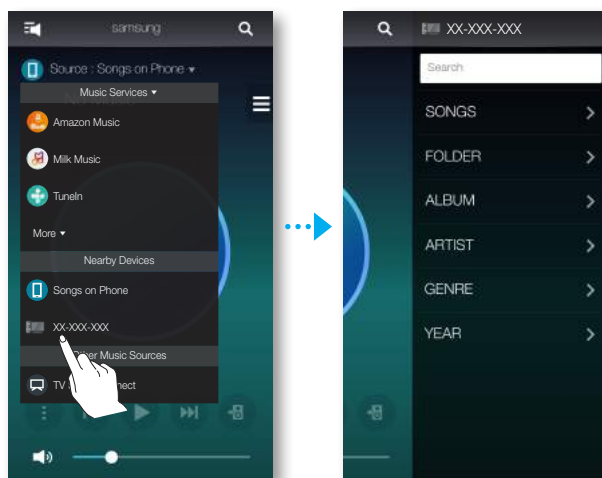 samsung
Source : Songs on Phone
Music Services
Amazon Music
Milk Music
TuneIn
More
Nearby Devices
Songs on Phone
XX-XXX-XXX
Other Music Sources
TV
XX-XXX-XXX
Search
SONGS
FOLDER
ALBUM
ARTIST
GENRE
YEAR